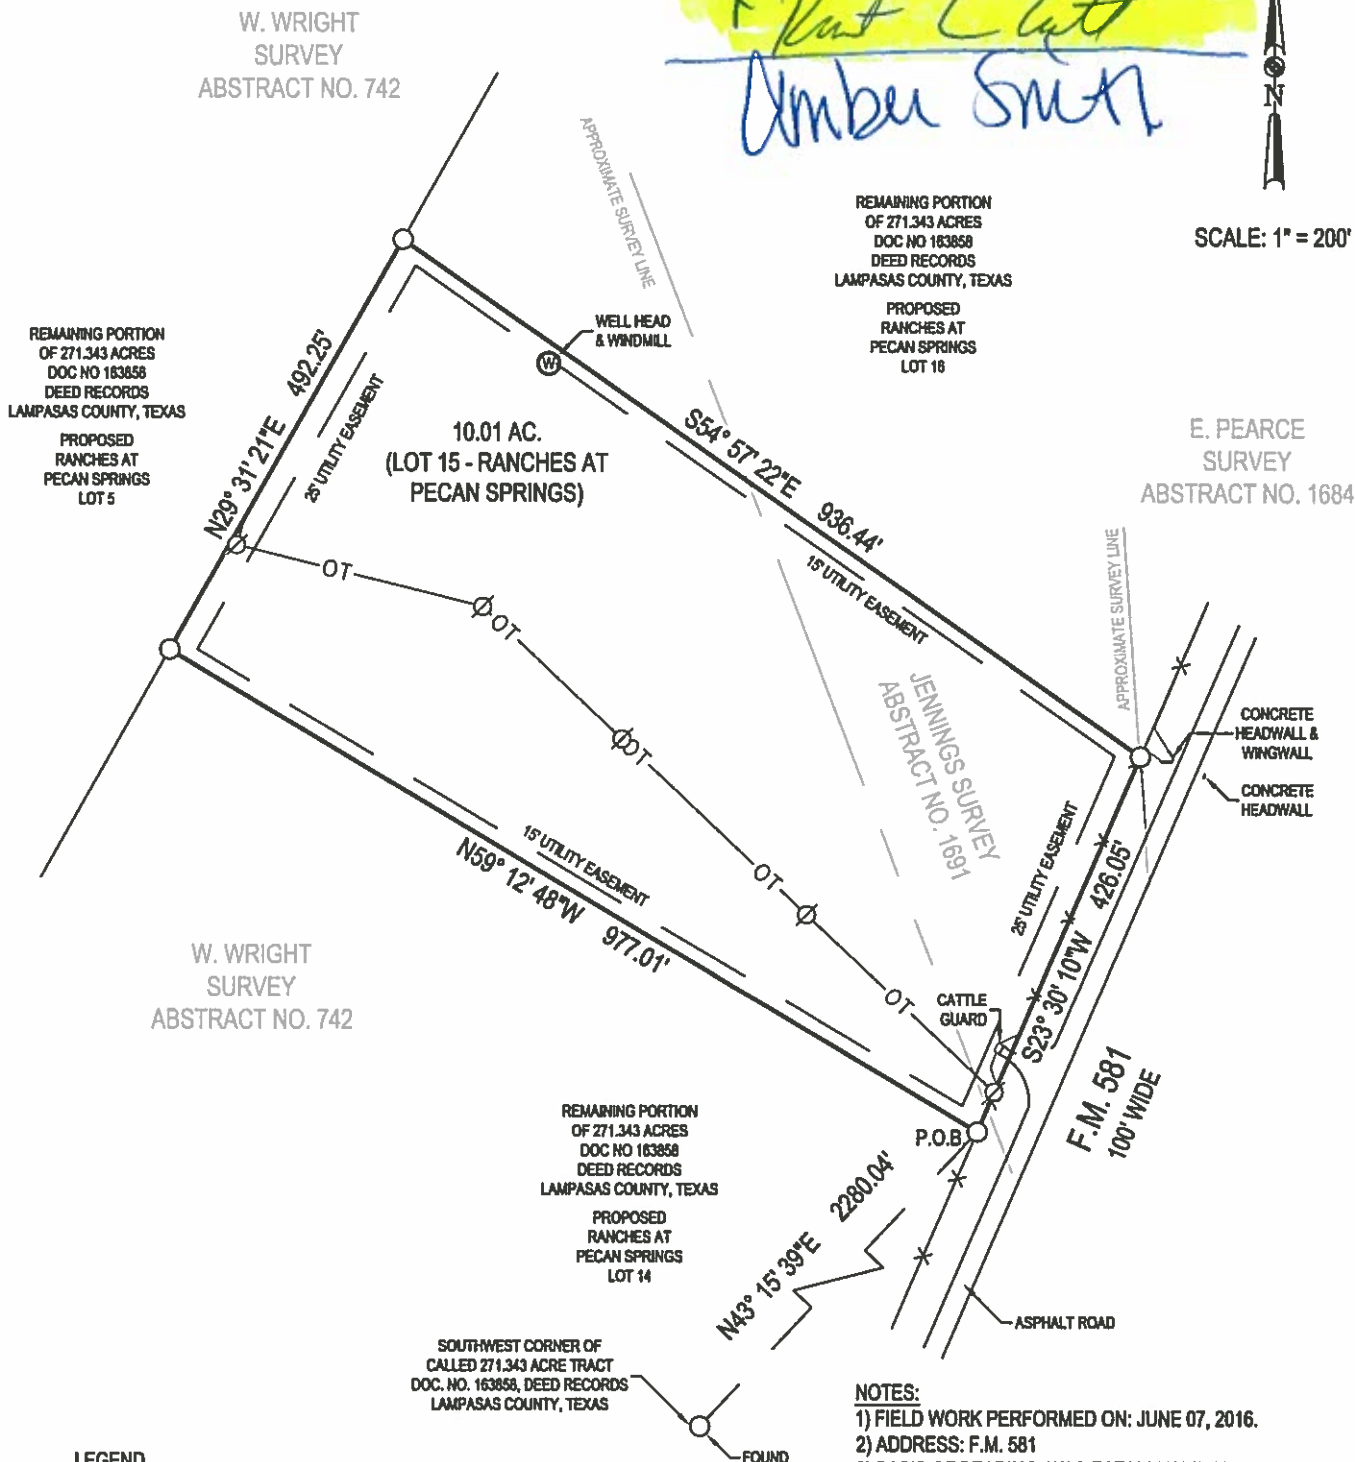 W. WRIGHT
SURVEY
ABSTRACT NO. 742
Amber Smith
N
SCALE: 1" = 200'
APPROXIMATE SURVEY LINE
REMAINING PORTION
OF 271.343 ACRES
DOC NO 163858
DEED RECORDS
LAMPASAS COUNTY, TEXAS
PROPOSED
RANCHES AT
PECAN SPRINGS
LOT 16
WELL HEAD
& WINDMILL
W
REMAINING PORTION
OF 271.343 ACRES
DOC NO 163858
DEED RECORDS
LAMPASAS COUNTY, TEXAS
PROPOSED
RANCHES AT
PECAN SPRINGS
LOT 5
N29° 31' 21"E 492.25'
25' UTILITY EASEMENT
10.01 AC.
(LOT 15 - RANCHES AT
PECAN SPRINGS)
S54° 57' 22"E 936.44'
15' UTILITY EASEMENT
E. PEARCE
SURVEY
ABSTRACT NO. 1684
APPROXIMATE SURVEY LINE
OT
OT
OT
OT
OT
JENNINGS SURVEY
ABSTRACT NO. 1691
CONCRETE
HEADWALL &
WINGWALL
CONCRETE
HEADWALL
25' UTILITY EASEMENT
S23° 30' 10"W 426.05'
15' UTILITY EASEMENT
N59° 12' 48"W 977.01'
W. WRIGHT
SURVEY
ABSTRACT NO. 742
CATTLE
GUARD
F.M. 581
100' WIDE
P.O.B.
REMAINING PORTION
OF 271.343 ACRES
DOC NO 163858
DEED RECORDS
LAMPASAS COUNTY, TEXAS
PROPOSED
RANCHES AT
PECAN SPRINGS
LOT 14
N43° 15' 39"E 2280.04'
ASPHALT ROAD
SOUTHWEST CORNER OF
CALLED 271.343 ACRE TRACT
DOC. NO. 163858, DEED RECORDS
LAMPASAS COUNTY, TEXAS
FOUND
LEGEND
NOTES:
1) FIELD WORK PERFORMED ON: JUNE 07, 2016.
2) ADDRESS: F.M. 581